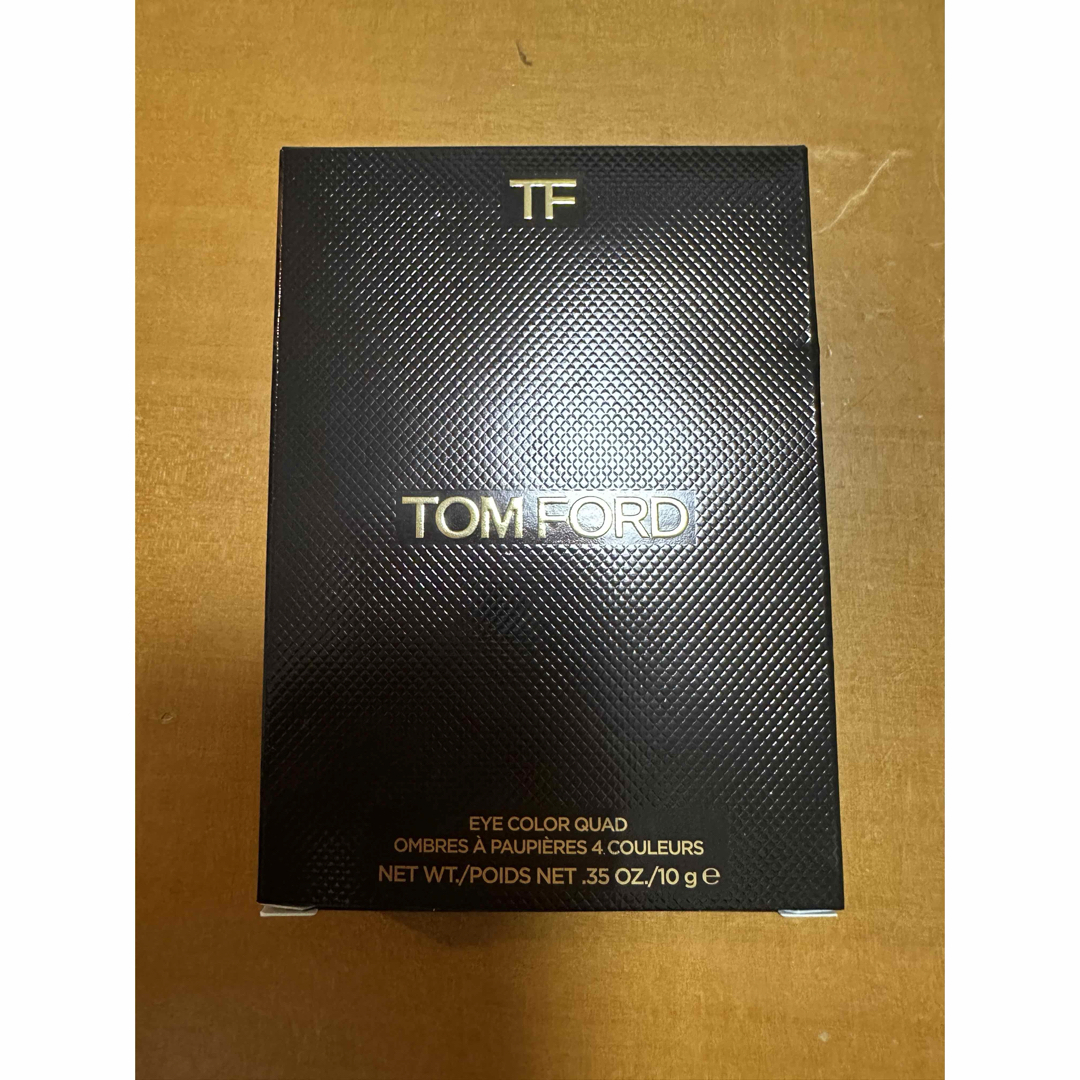 TF
TOM FORD
EYE COLOR QUAD
OMBRES À PAUPIÈRES 4 COULEURS
NET WT./POIDS NET .35 OZ./10 g ℮